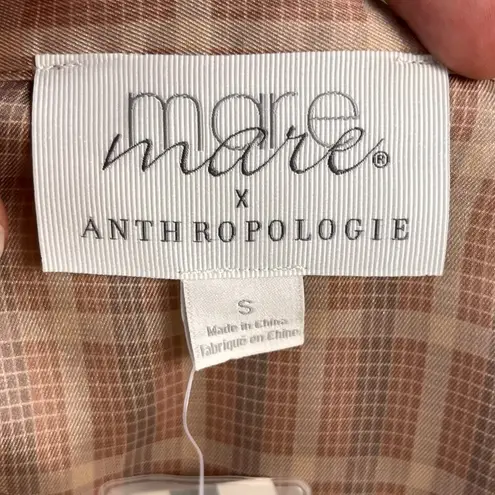 mare
mare®
X
ANTHROPOLOGIE
S
Made in China
Fabriqué en Chine